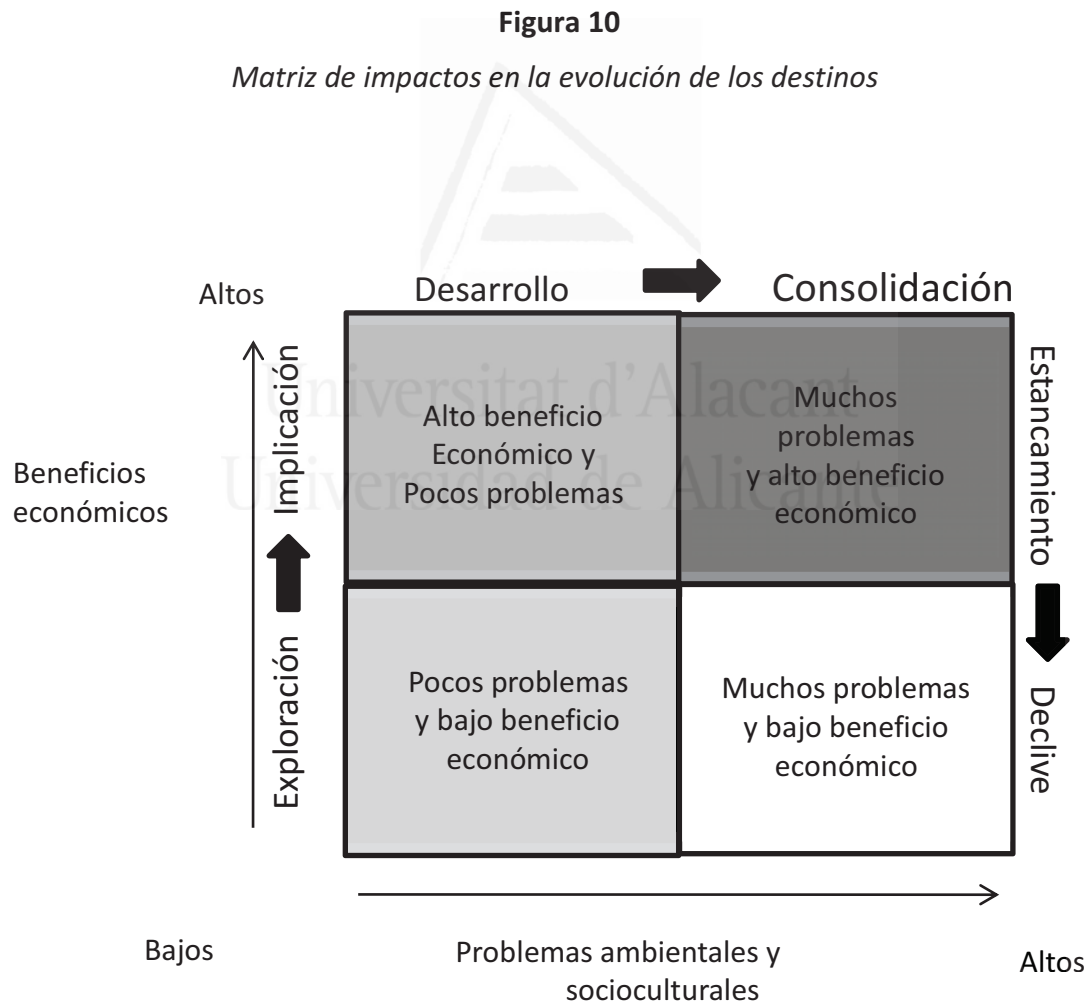 Figura 10
Matriz de impactos en la evolución de los destinos
Altos
Desarrollo
Consolidación
Implicación
Exploración
Beneficios
económicos
Alto beneficio
Económico y
Pocos problemas
Muchos
problemas
y alto beneficio
económico
Estancamiento
Declive
Pocos problemas
y bajo beneficio
económico
Muchos problemas
y bajo beneficio
económico
Universitat d'Alacant
Universidad de Alicante
Bajos
Problemas ambientales y
socioculturales
Altos